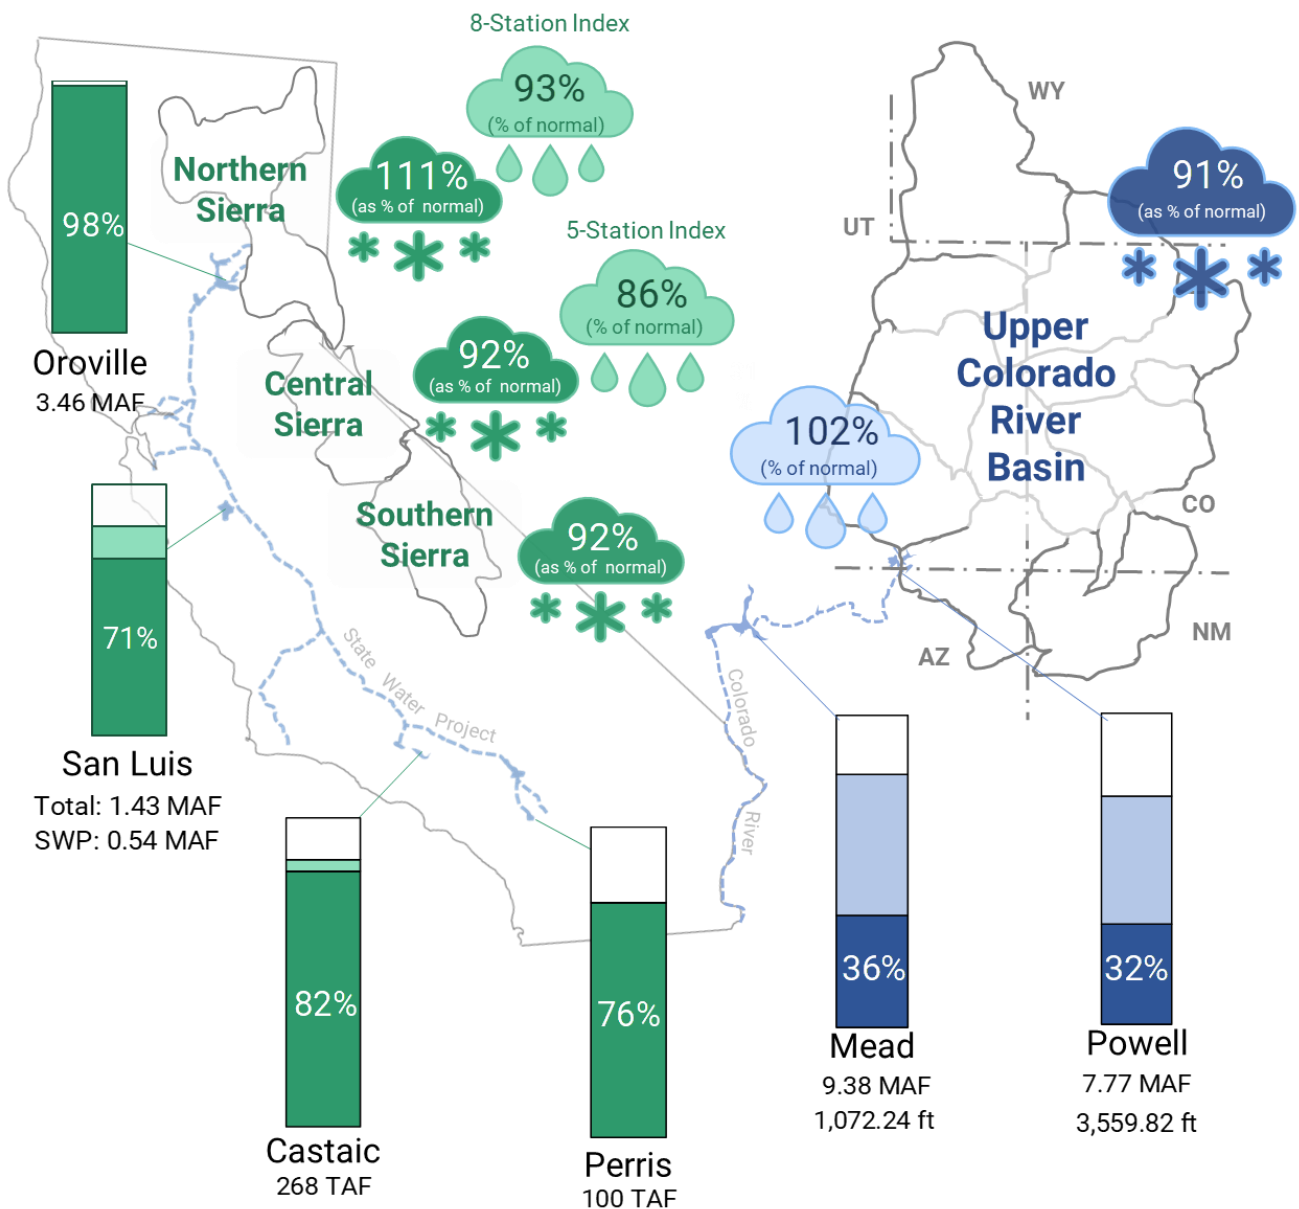 8-Station Index
93%
(% of normal)
WY
Northern
Sierra
111%
(as % of normal)
91%
(as % of normal)
98%
UT
5-Station Index
86%
(% of normal)
Oroville
3.46 MAF
Central
Sierra
92%
(as % of normal)
Upper
Colorado
River
Basin
102%
(% of normal)
CO
Southern
Sierra
92%
(as % of normal)
71%
NM
AZ
State Water Project
Colorado River
San Luis
Total: 1.43 MAF
SWP: 0.54 MAF
82%
Castaic
268 TAF
76%
Perris
100 TAF
36%
Mead
9.38 MAF
1,072.24 ft
32%
Powell
7.77 MAF
3,559.82 ft